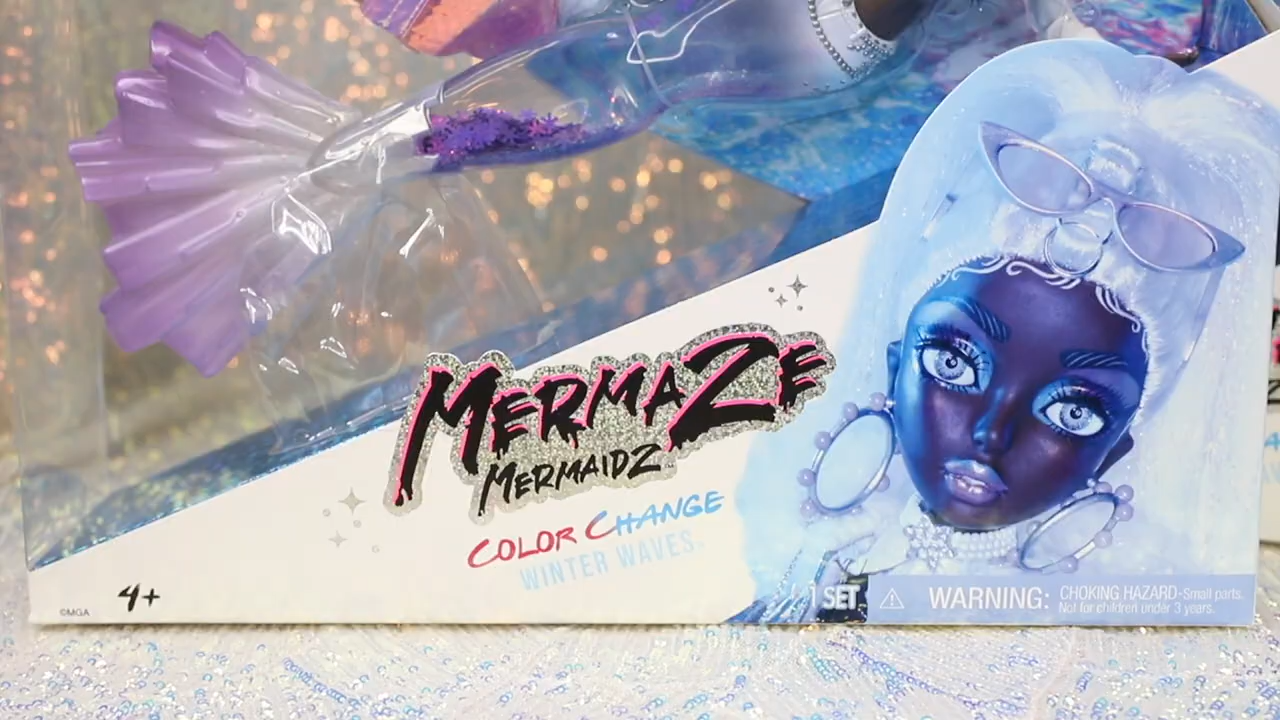 MERMAZE
MERMAIDZ
COLOR CHANGE
WINTER WAVES
4+
©MGA
1 SET
WARNING: CHOKING HAZARD-Small parts.
Not for children under 3 years.